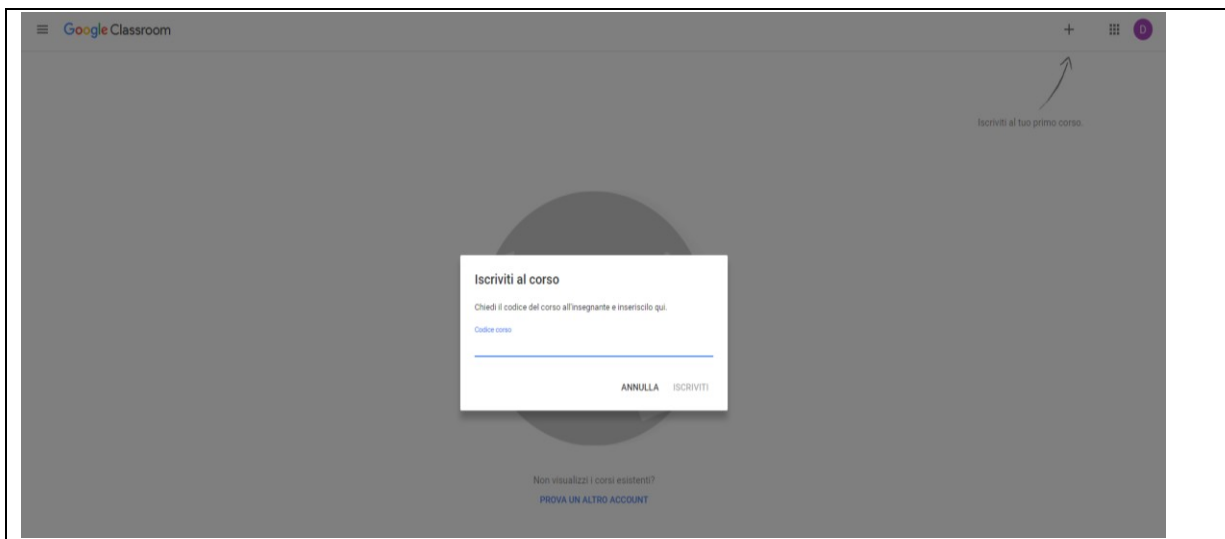 Google Classroom
D
Iscriviti al tuo primo corso.
Iscriviti al corso
Chiedi il codice del corso all'insegnante e inseriscilo qui.
Codice corso
ANNULLA ISCRIVITI
Non visualizzi i corsi esistenti?
PROVA UN ALTRO ACCOUNT